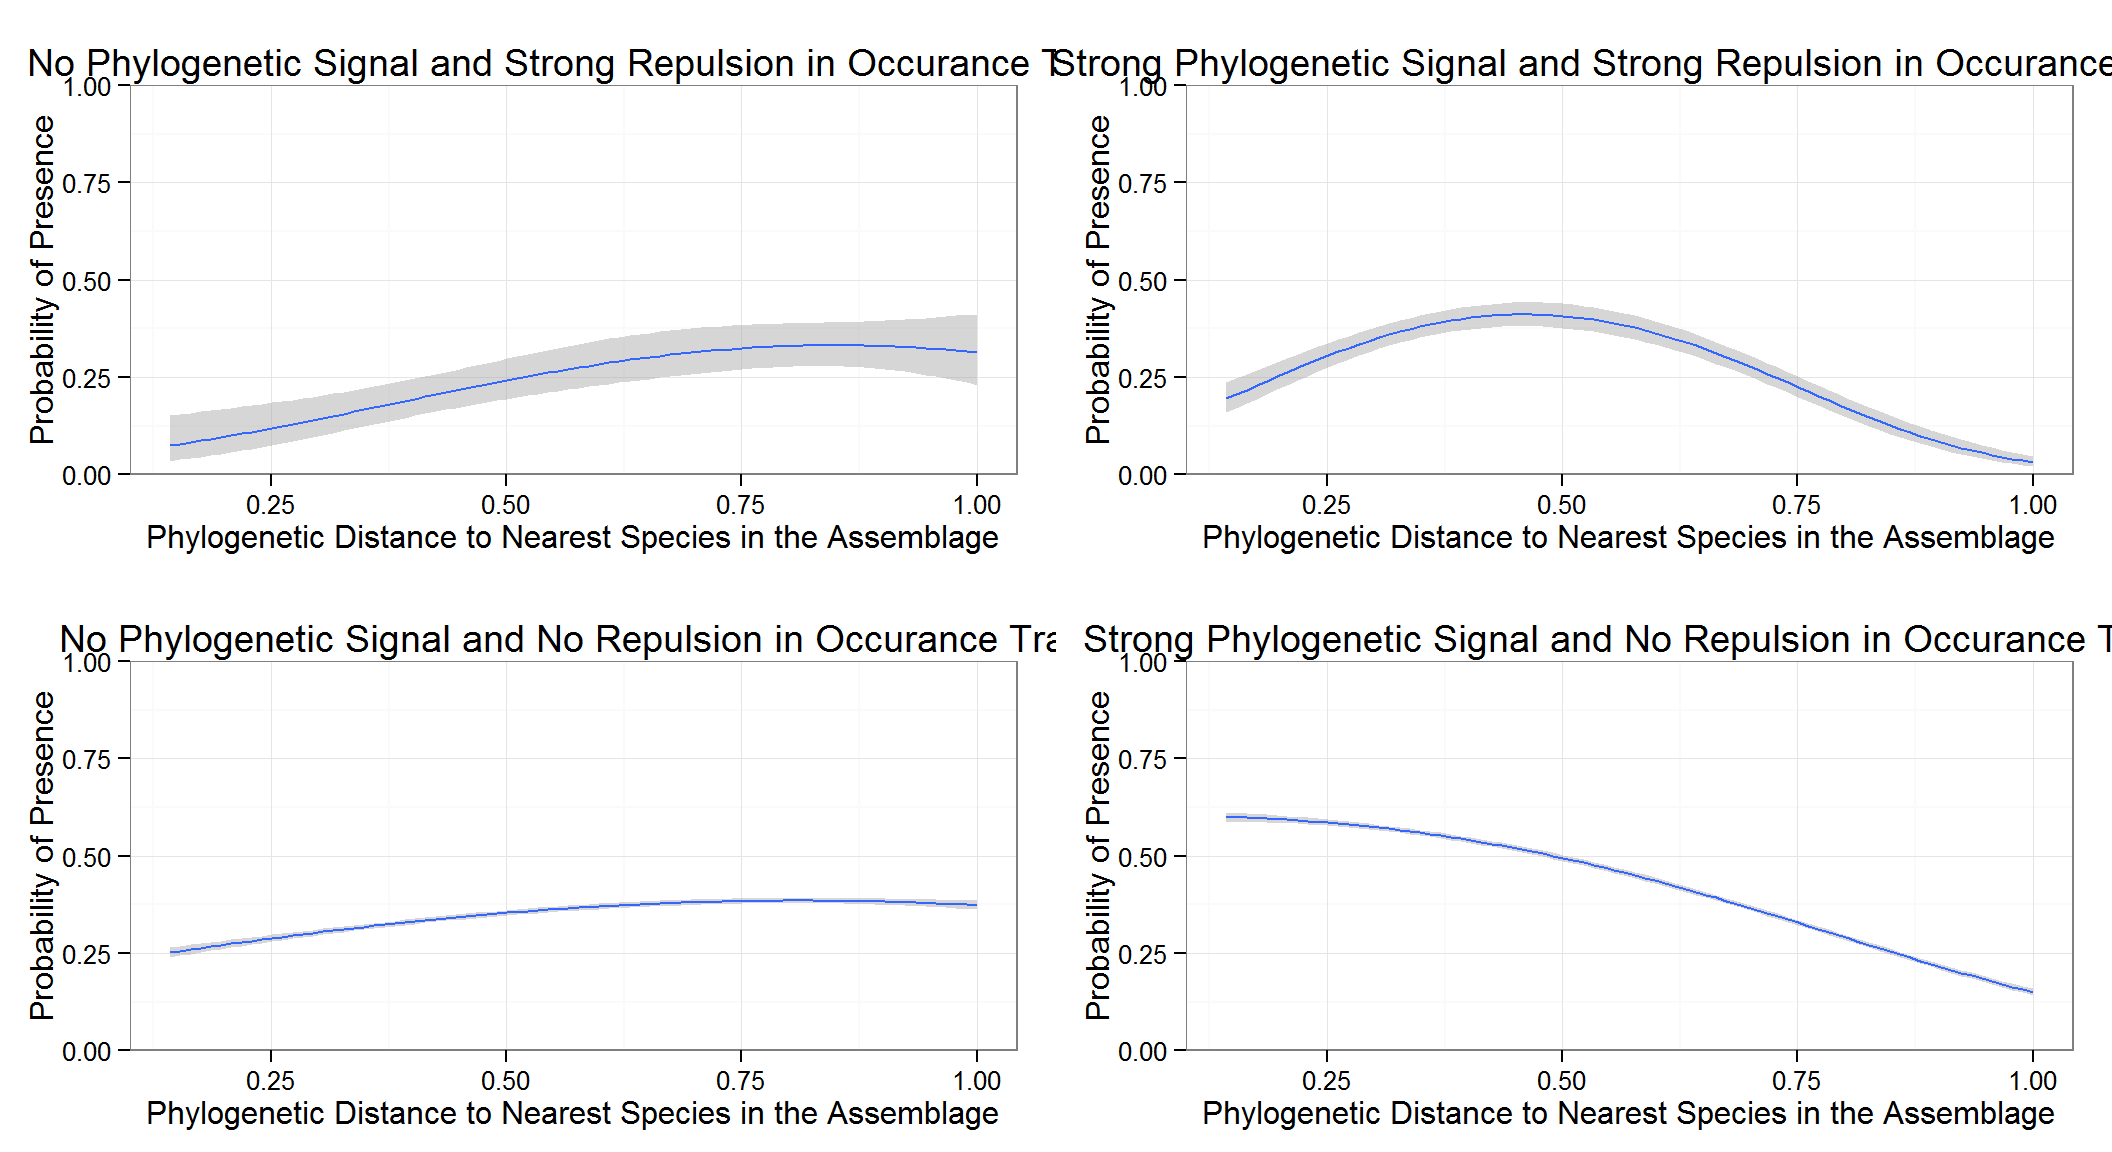 No Phylogenetic Signal and Strong Repulsion in Occurance T
1.00
0.75
0.50
0.25
0.00
Probability of Presence
0.25 0.50 0.75 1.00
Phylogenetic Distance to Nearest Species in the Assemblage
Strong Phylogenetic Signal and Strong Repulsion in Occurance
1.00
0.75
0.50
0.25
0.00
Probability of Presence
0.25 0.50 0.75 1.00
Phylogenetic Distance to Nearest Species in the Assemblage
No Phylogenetic Signal and No Repulsion in Occurance Tra
1.00
0.75
0.50
0.25
0.00
Probability of Presence
0.25 0.50 0.75 1.00
Phylogenetic Distance to Nearest Species in the Assemblage
Strong Phylogenetic Signal and No Repulsion in Occurance T
1.00
0.75
0.50
0.25
0.00
Probability of Presence
0.25 0.50 0.75 1.00
Phylogenetic Distance to Nearest Species in the Assemblage